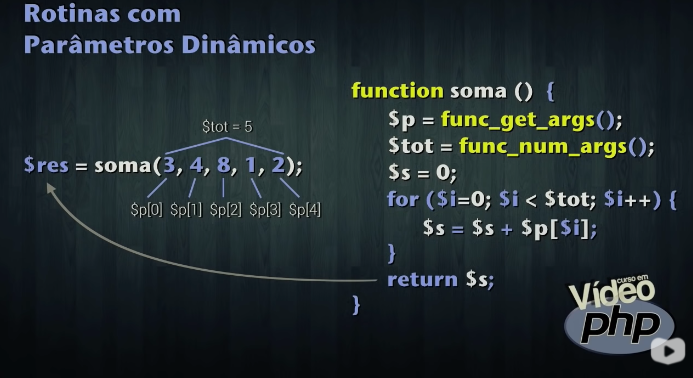 Rotinas com
Parâmetros Dinâmicos
$tot = 5
$res = soma(3, 4, 8, 1, 2);
$p[0] $p[1] $p[2] $p[3] $p[4]
function soma () {
$p = func_get_args();
$tot = func_num_args();
$s = 0;
for ($i=0; $i < $tot; $i++) {
$s = $s + $p[$i];
}
return $s;
}
curso em
Vídeo
php